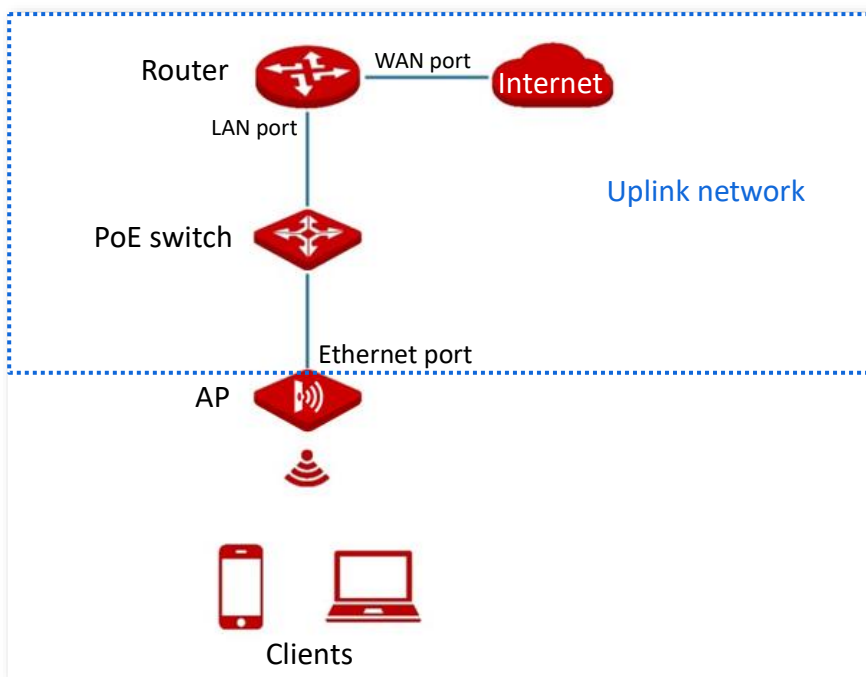 Router
WAN port
Internet
LAN port
Uplink network
PoE switch
Ethernet port
AP
Clients